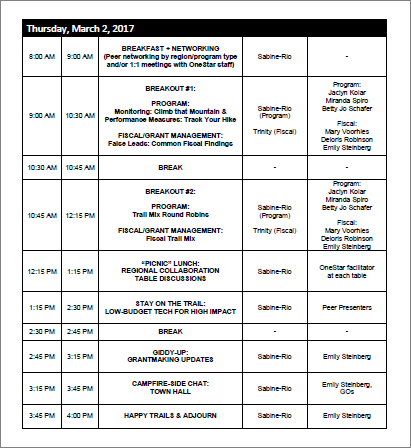 Thursday, March 2, 2017
8:00 AM 9:00 AM BREAKFAST + NETWORKING
(Peer networking by region/program type
and/or 1:1 meetings with OneStar staff) Sabine-Rio -
9:00 AM 10:30 AM BREAKOUT #1:
PROGRAM:
Monitoring: Climb that Mountain &
Performance Measures: Track Your Hike
FISCAL/GRANT MANAGEMENT:
False Leads: Common Fiscal Findings
Sabine-Rio
(Program)
Trinity (Fiscal)
Program:
Jaclyn Kolar
Miranda Spiro
Betty Jo Schafer
Fiscal:
Mary Voorhies
Deloris Robinson
Emily Steinberg
10:30 AM 10:45 AM BREAK - -
10:45 AM 12:15 PM BREAKOUT #2:
PROGRAM:
Trail Mix Round Robins
FISCAL/GRANT MANAGEMENT:
Fiscal Trail Mix
Sabine-Rio
(Program)
Trinity (Fiscal)
Program:
Jaclyn Kolar
Miranda Spiro
Betty Jo Schafer
Fiscal:
Mary Voorhies
Deloris Robinson
Emily Steinberg
12:15 PM 1:15 PM “PICNIC” LUNCH:
REGIONAL COLLABORATION
TABLE DISCUSSIONS
Sabine-Rio
OneStar facilitator
at each table
1:15 PM 2:30 PM STAY ON THE TRAIL:
LOW-BUDGET TECH FOR HIGH IMPACT
Sabine-Rio Peer Presenters
2:30 PM 2:45 PM BREAK - -
2:45 PM 3:15 PM GIDDY-UP:
GRANTMAKING UPDATES
Sabine-Rio Emily Steinberg
3:15 PM 3:45 PM CAMPFIRE-SIDE CHAT:
TOWN HALL
Sabine-Rio
Emily Steinberg,
GOs
3:45 PM 4:00 PM HAPPY TRAILS & ADJOURN Sabine-Rio Emily Steinberg